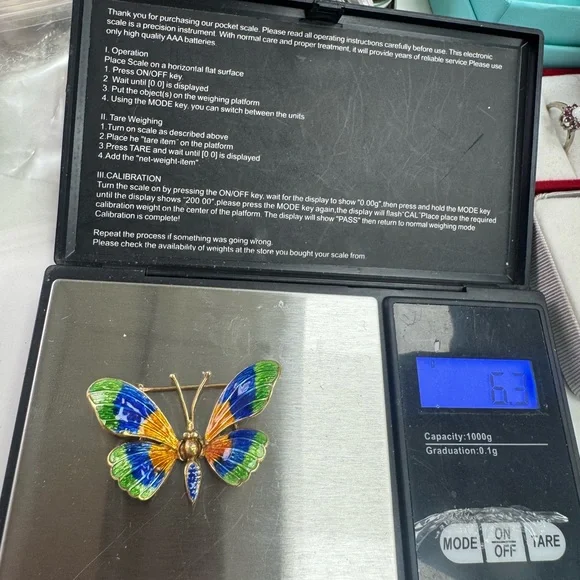 Thank you for purchasing our pocket scale. Please read all operating instructions carefully before use. This electronic
scale is a precision instrument. With normal care and proper treatment, it will provide years of reliable service Please use
only high quality AAA batteries.
I. Operation
Place Scale on a horizontal flat surface
1. Press ON/OFF key.
2 Wait until [0.0] is displayed
3. Put the object(s) on the weighing platform
4. Using the MODE key, you can switch between the units
II. Tare Weighing
1.Turn on scale as described above
2.Place he "tare item" on the platform
3.Press TARE and wait until [0 0] is displayed
4.Add the "net-weight-item".
III.CALIBRATION
Turn the scale on by pressing the ON/OFF key, wait for the display to show "0.00g",then press and hold the MODE key
until the display shows "200 00",please press the MODE key again,the display will flash"CAL"Place place the required
calibration weight on the center of the platform. The display will show "PASS" then return to normal weighing mode
Calibration is complete!
Repeat the process if something was going wrong.
Please check the availability of weights at the store you bought your scale from
6.3
Capacity:1000g
Graduation:0.1g
MODE ON OFF TARE